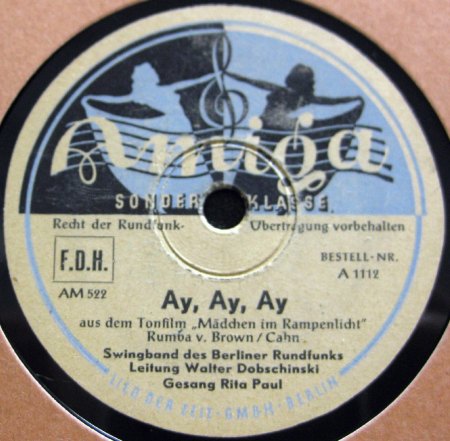 Amiga
SONDER KLASSE.
Recht der Rundfunk- Übertragung vorbehalten
F.D.H.
BESTELL-NR.
A 1112
AM 522
Ay, Ay, Ay
aus dem Tonfilm „Mädchen im Rampenlicht"
Rumba v. Brown / Cahn
Swingband des Berliner Rundfunks
Leitung Walter Dobschinski
Gesang Rita Paul
LIED DER ZEIT-GMBH-BERLIN